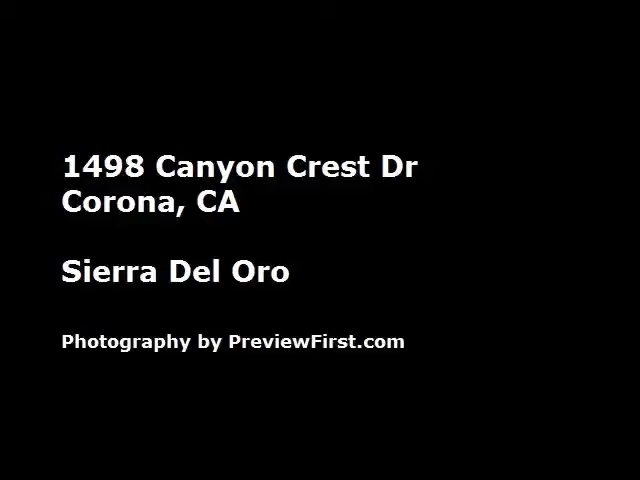 1498 Canyon Crest Dr
Corona, CA
Sierra Del Oro
Photography by PreviewFirst.com